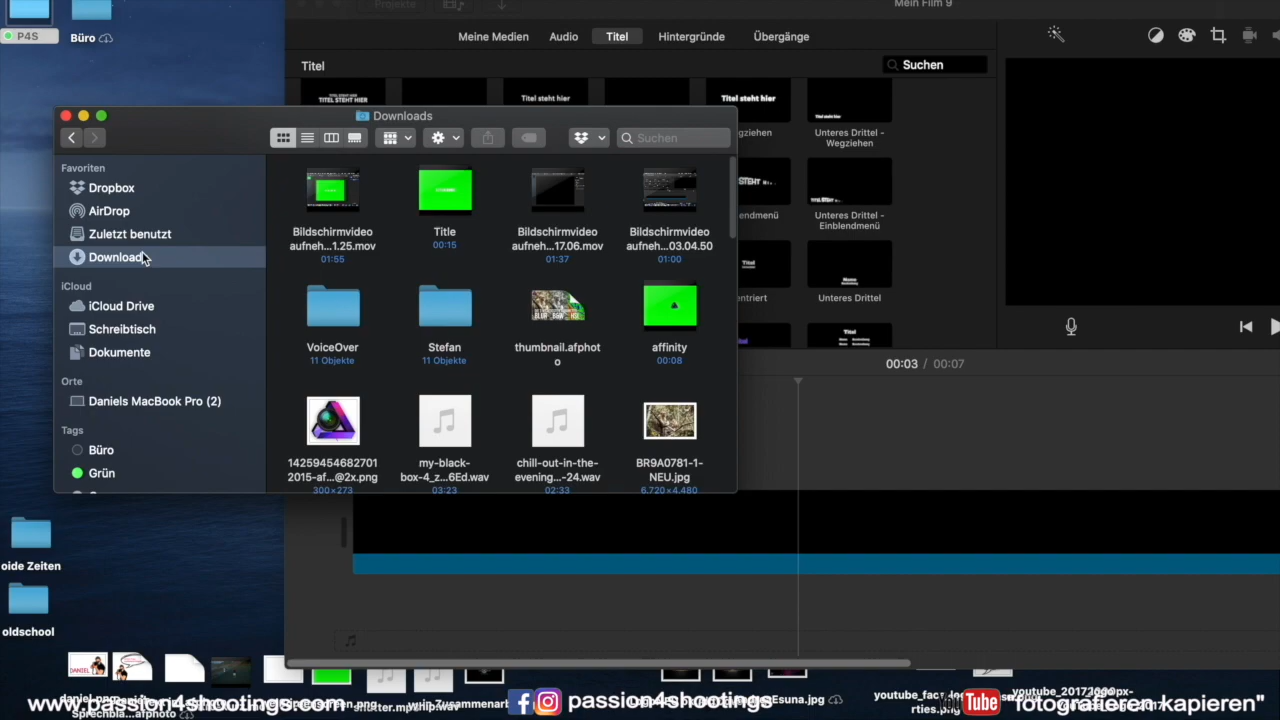 Projekte
Mein Film 9
P4S
Büro
Meine Medien
Audio
Titel
Hintergründe
Übergänge
Titel
Suchen
TITEL STEHT HIER
Titel steht hier
Titel steht hier
Downloads
Suchen
Unteres Drittel -
Wegziehen
Unteres Drittel -
Einblendmenü
Unteres Drittel
Favoriten
Dropbox
AirDrop
Zuletzt benutzt
Download
iCloud
iCloud Drive
Schreibtisch
Dokumente
Orte
Daniels MacBook Pro (2)
Tags
Büro
Grün
Bildschirmvideo
aufneh...1.25.mov
01:55
Title
00:15
Bildschirmvideo
aufneh...17.06.mov
01:37
Bildschirmvideo
aufneh...03.04.50
01:00
VoiceOver
11 Objekte
Stefan
11 Objekte
thumbnail.afphot
o
affinity
00:08
14259454682701
2015-af...@2x.png
300×273
my-black-
box-4_z...6Ed.wav
03:23
chill-out-in-the-
evening...-24.wav
02:33
BR9A0781-1-
NEU.jpg
6.720×4.480
00:03 / 00:07
oide Zeiten
oldschool
www.passion4shootings
passion4shootings
YouTube
"fotografieren kapieren"